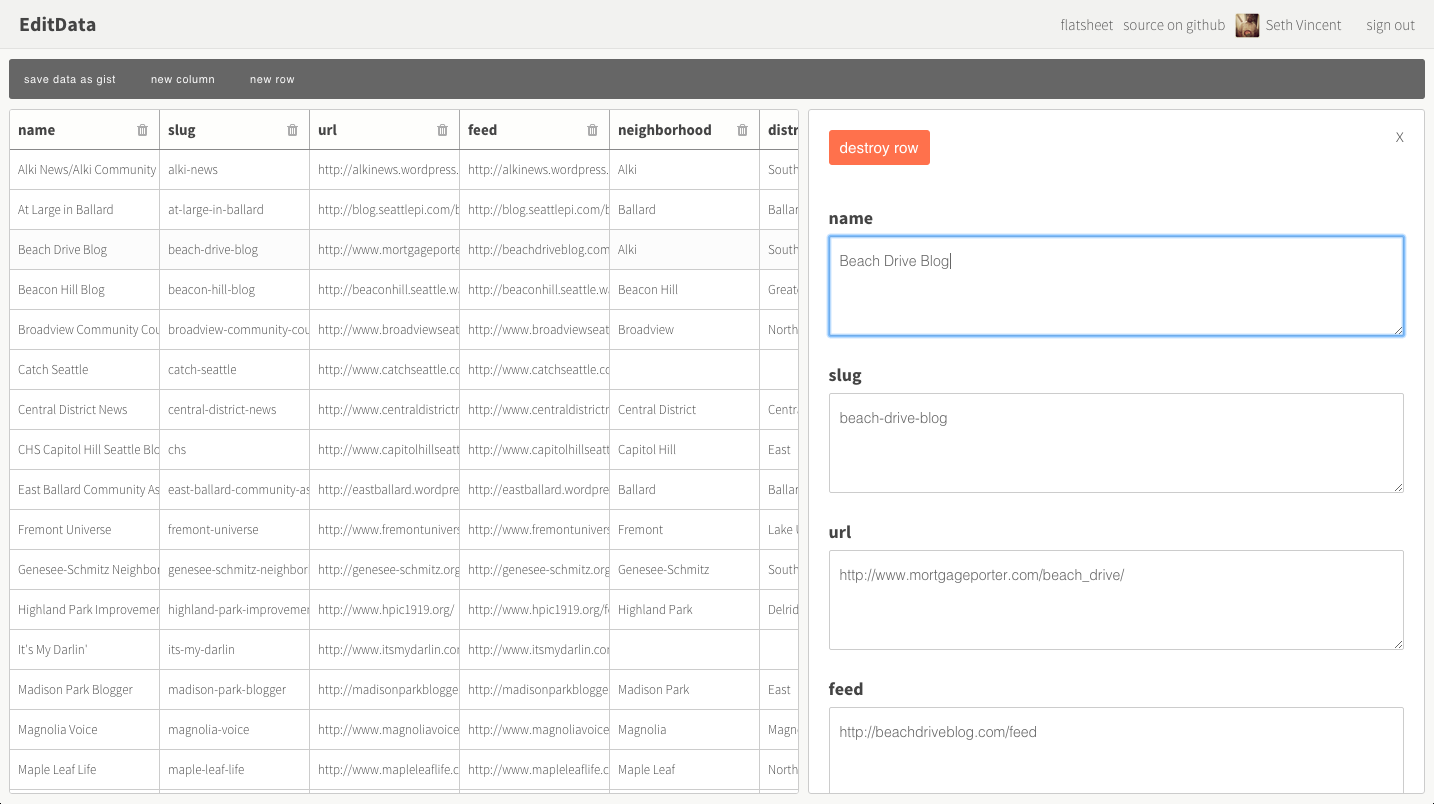 EditData
flatsheet source on github Seth Vincent sign out
save data as gist new column new row
name slug url feed neighborhood distr
Alki News/Alki Community alki-news http://alkinews.wordpress. http://alkinews.wordpress. Alki South
At Large in Ballard at-large-in-ballard http://blog.seattlepi.com/b http://blog.seattlepi.com/b Ballard Ballar
Beach Drive Blog beach-drive-blog http://www.mortgageporte http://beachdriveblog.com Alki South
Beacon Hill Blog beacon-hill-blog http://beaconhill.seattle.wa http://beaconhill.seattle.wa Beacon Hill Greate
Broadview Community Cou broadview-community-cou http://www.broadviewseat http://www.broadviewseat Broadview North
Catch Seattle catch-seattle http://www.catchseattle.co http://www.catchseattle.co
Central District News central-district-news http://www.centraldistrictn http://www.centraldistrictn Central District Centra
CHS Capitol Hill Seattle Blo chs http://www.capitolhillseatt http://www.capitolhillseatt Capitol Hill East
East Ballard Community As east-ballard-community-as http://eastballard.wordpre http://eastballard.wordpre Ballard Ballar
Fremont Universe fremont-universe http://www.fremontunivers http://www.fremontunivers Fremont Lake U
Genesee-Schmitz Neighbor genesee-schmitz-neighbor http://genesee-schmitz.org http://genesee-schmitz.org Genesee-Schmitz South
Highland Park Improvemen highland-park-improvemen http://www.hpic1919.org/ http://www.hpic1919.org/f Highland Park Delrid
It's My Darlin' its-my-darlin http://www.itsmydarlin.con http://www.itsmydarlin.con
Madison Park Blogger madison-park-blogger http://madisonparkblogge http://madisonparkblogge Madison Park East
Magnolia Voice magnolia-voice http://www.magnoliavoice http://www.magnoliavoice Magnolia Magn
Maple Leaf Life maple-leaf-life http://www.mapleleaflife.c http://www.mapleleaflife.c Maple Leaf North
destroy row X
name
Beach Drive Blog
slug
beach-drive-blog
url
http://www.mortgageporter.com/beach_drive/
feed
http://beachdriveblog.com/feed